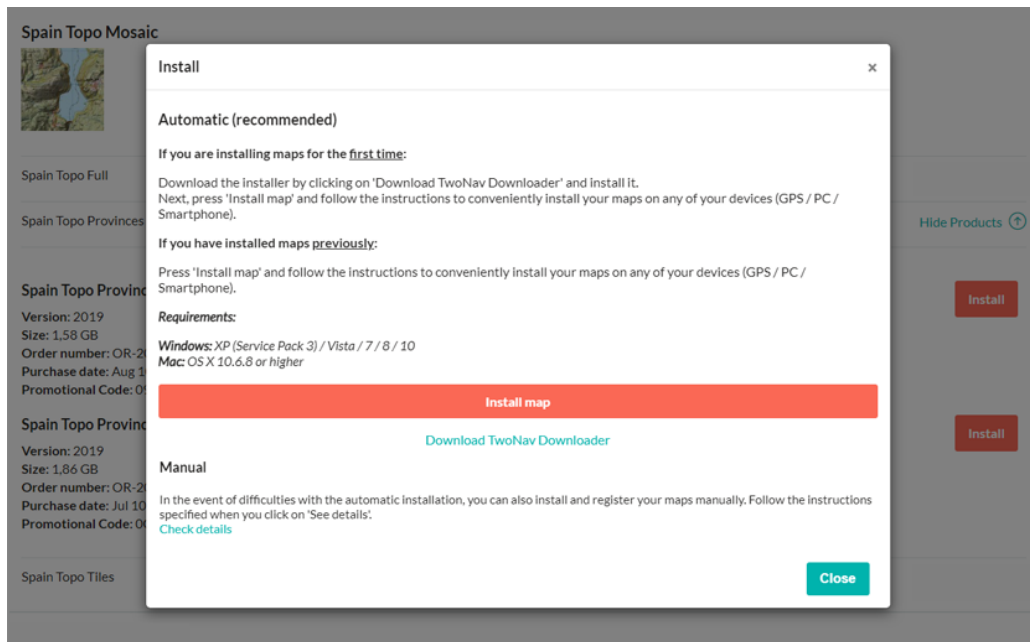 Spain Topo Mosaic
Install
×
Automatic (recommended)
If you are installing maps for the first time:
Download the installer by clicking on 'Download TwoNav Downloader' and install it.
Next, press 'Install map' and follow the instructions to conveniently install your maps on any of your devices (GPS / PC /
Smartphone).
If you have installed maps previously:
Press 'Install map' and follow the instructions to conveniently install your maps on any of your devices (GPS / PC /
Smartphone).
Requirements:
Windows: XP (Service Pack 3) / Vista / 7 / 8 / 10
Mac: OS X 10.6.8 or higher
Install map
Download TwoNav Downloader
Manual
In the event of difficulties with the automatic installation, you can also install and register your maps manually. Follow the instructions
specified when you click on 'See details'.
Check details
Close
Spain Topo Full
Spain Topo Provinces
Hide Products
Spain Topo
Install
Version: 2019
Size: 1,58 GB
Order number:
Purchase date: Aug
Promotional Code:
Spain Topo
Install
Version: 2019
Size: 1,86 GB
Order number:
Purchase date: Jul 10
Promotional Code:
Spain Topo Tiles